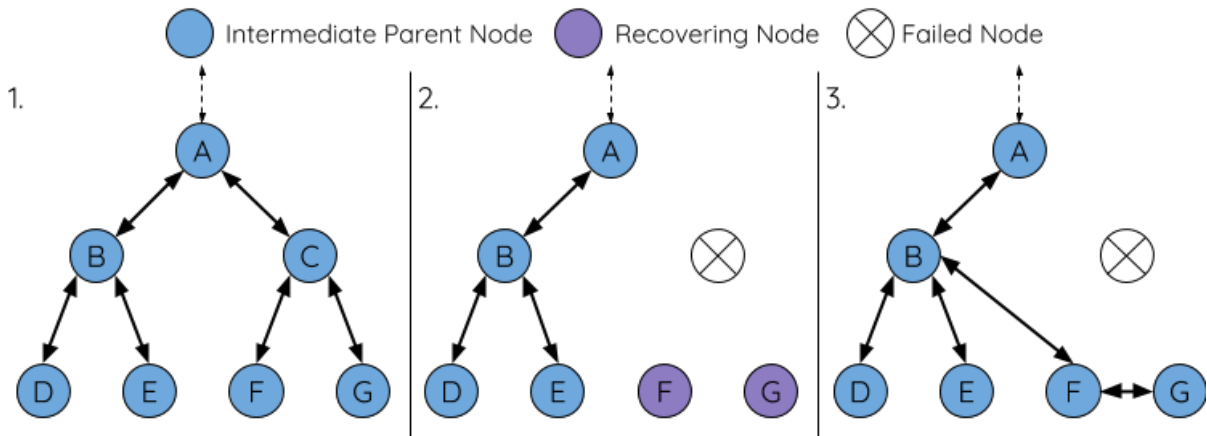 Intermediate Parent Node Recovering Node Failed Node
1. 2. 3.
A A A
B C B B
D E F G D E F G D E F G